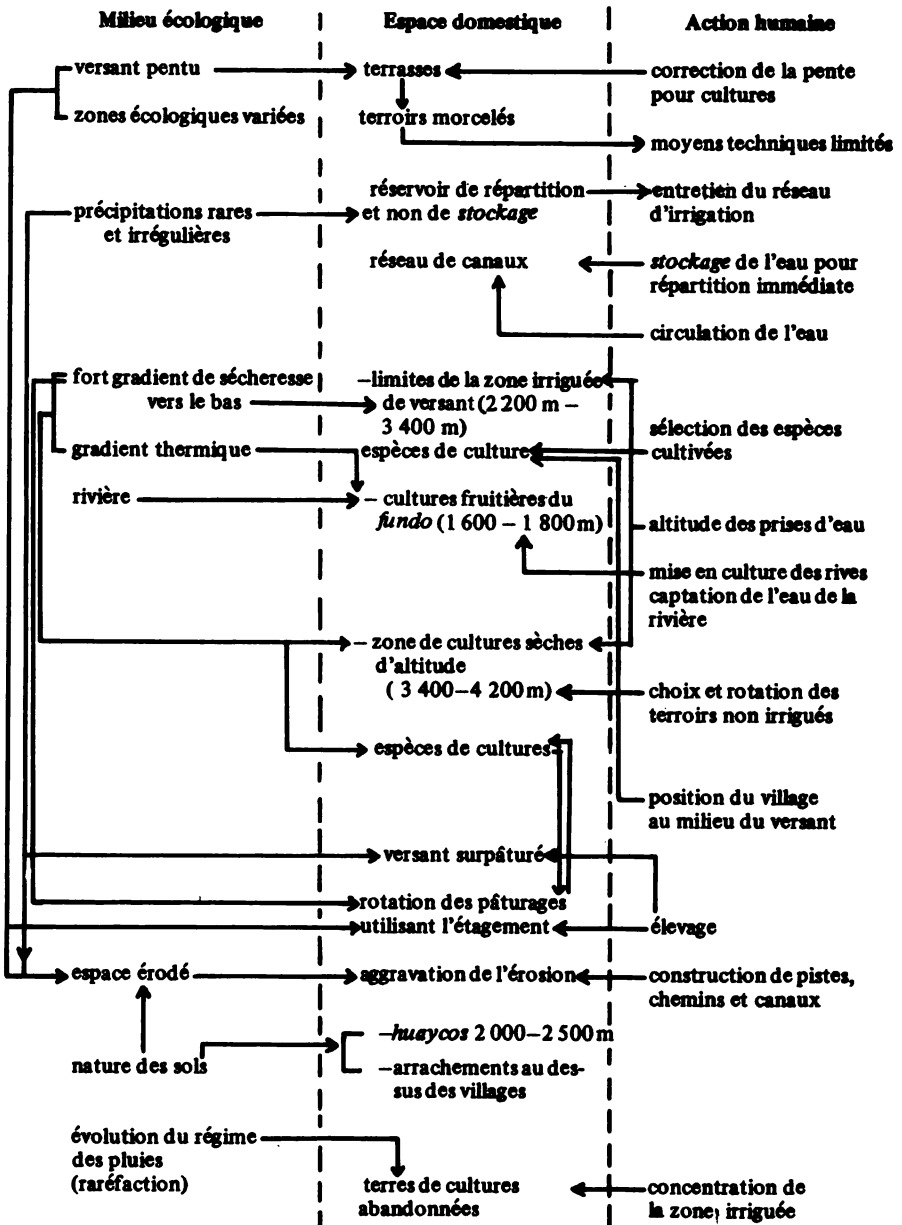 Milieu écologique
Espace domestique
Action humaine
versant pentu
terrasses
correction de la pente
pour cultures
zones écologiques variées
terroirs morcelés
moyens techniques limités
réservoir de répartition
et non de stockage
entretien du réseau
d'irrigation
précipitations rares
et irrégulières
réseau de canaux
stockage de l'eau pour
répartition immédiate
circulation de l'eau
fort gradient de sécheresse
vers le bas
–limites de la zone irriguée
de versant (2 200 m –
3 400 m)
sélection des espèces
cultivées
gradient thermique
espèces de culture
rivière
– cultures fruitières du
fundo (1 600 – 1 800 m)
altitude des prises d'eau
mise en culture des rives
captation de l'eau de la
rivière
– zone de cultures sèches
d'altitude
( 3 400–4 200 m)
choix et rotation des
terroirs non irrigués
espèces de cultures
position du village
au milieu du versant
versant surpâturé
rotation des pâturages
utilisant l'étagement
élevage
espace érodé
aggravation de l'érosion
construction de pistes,
chemins et canaux
nature des sols
–huaycos 2 000–2 500 m
–arrachements au des-
sus des villages
évolution du régime
des pluies
(raréfaction)
terres de cultures
abandonnées
concentration de
la zone irriguée